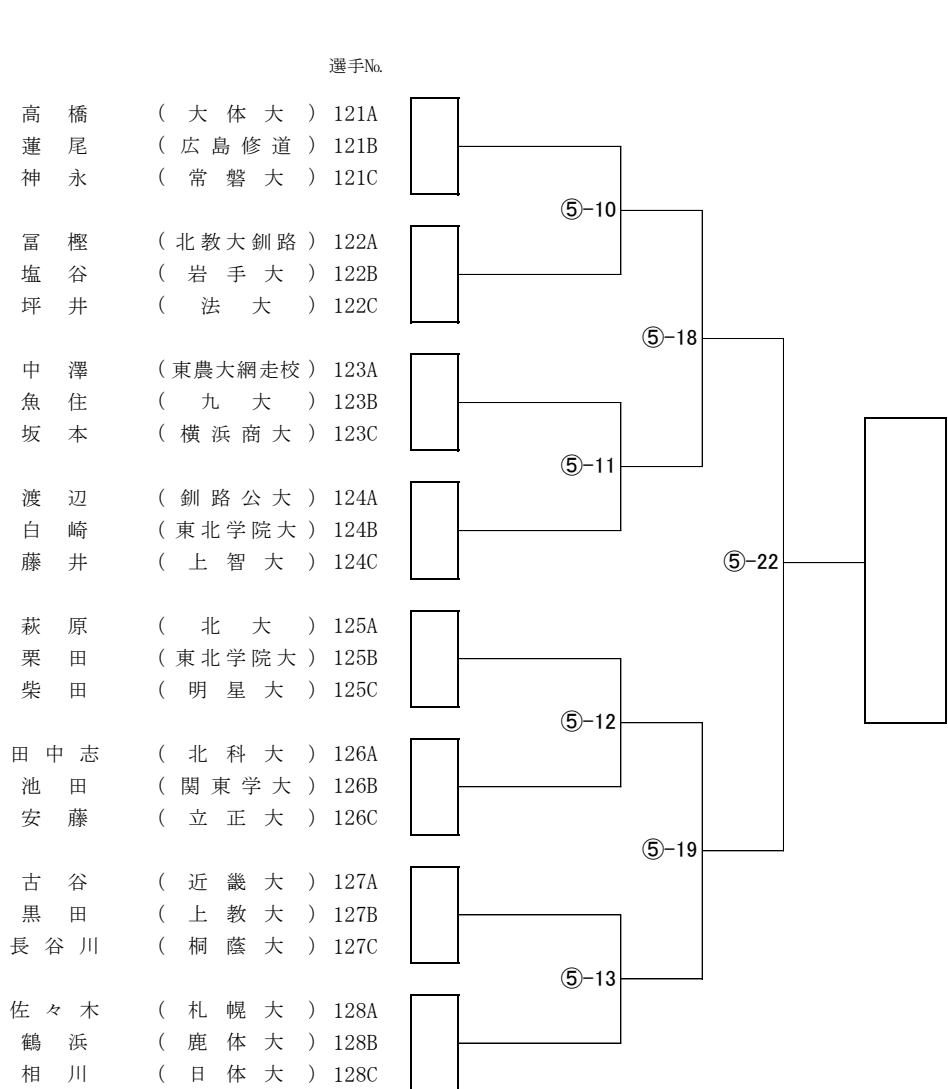 選手№
高橋 (大体大) 121A
蓮尾 (広島修道) 121B
神永 (常磐大) 121C
⑤-10
冨樫 (北教大釧路) 122A
塩谷 (岩手大) 122B
坪井 (法大) 122C
⑤-18
中澤 (東農大網走校) 123A
魚住 (九大) 123B
坂本 (横浜商大) 123C
⑤-11
渡辺 (釧路公大) 124A
白崎 (東北学院大) 124B
藤井 (上智大) 124C
⑤-22
萩原 (北大) 125A
栗田 (東北学院大) 125B
柴田 (明星大) 125C
⑤-12
田中志 (北科大) 126A
池田 (関東学大) 126B
安藤 (立正大) 126C
⑤-19
古谷 (近畿大) 127A
黒田 (上教大) 127B
長谷川 (桐蔭大) 127C
⑤-13
佐々木 (札幌大) 128A
鶴浜 (鹿体大) 128B
相川 (日体大) 128C